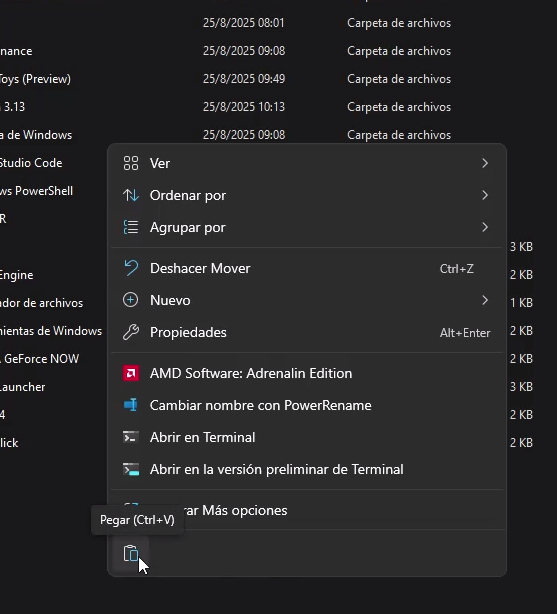 25/8/2025 08:01 Carpeta de archivos
nance 25/8/2025 09:08 Carpeta de archivos
oys (Preview) 25/8/2025 09:49 Carpeta de archivos
3.13 25/8/2025 10:13 Carpeta de archivos
a de Windows 25/8/2025 09:08 Carpeta de archivos
Studio Code
ws PowerShell
R
3 KB
Engine 2 KB
dor de archivos 1 KB
mientas de Windows 2 KB
GeForce NOW 2 KB
auncher 3 KB
4 2 KB
lick 2 KB
Ver
Ordenar por
Agrupar por
Deshacer Mover Ctrl+Z
Nuevo
Propiedades Alt+Enter
AMD Software: Adrenalin Edition
Cambiar nombre con PowerRename
Abrir en Terminal
Abrir en la versión preliminar de Terminal
rar Más opciones
Pegar (Ctrl+V)